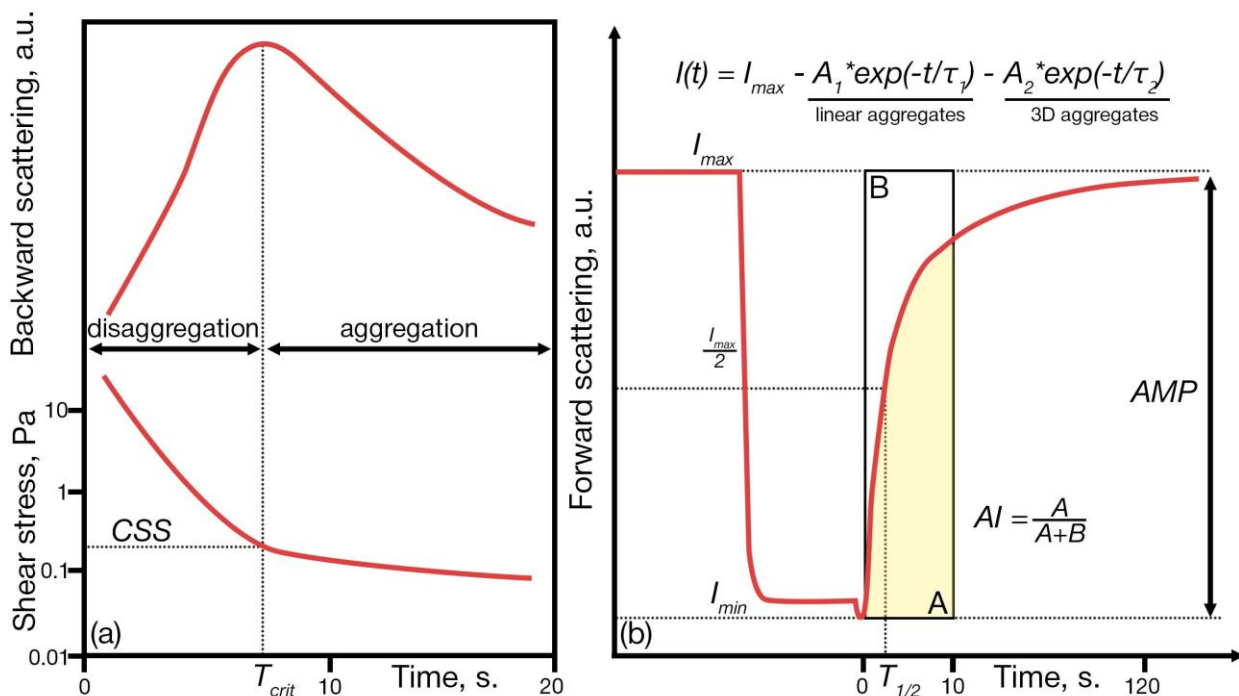 Backward scattering, a.u.
disaggregation
aggregation
Shear stress, Pa
10
1
0.1
0.01
CSS
(a)
0
T_crit
10
Time, s.
20
Forward scattering, a.u.
I(t) = I_max - A_1*exp(-t/τ_1) - A_2*exp(-t/τ_2)
linear aggregates
3D aggregates
I_max
B
I_max/2
AMP
AI = A/(A+B)
I_min
A
(b)
0
T_1/2
10
Time, s.
120